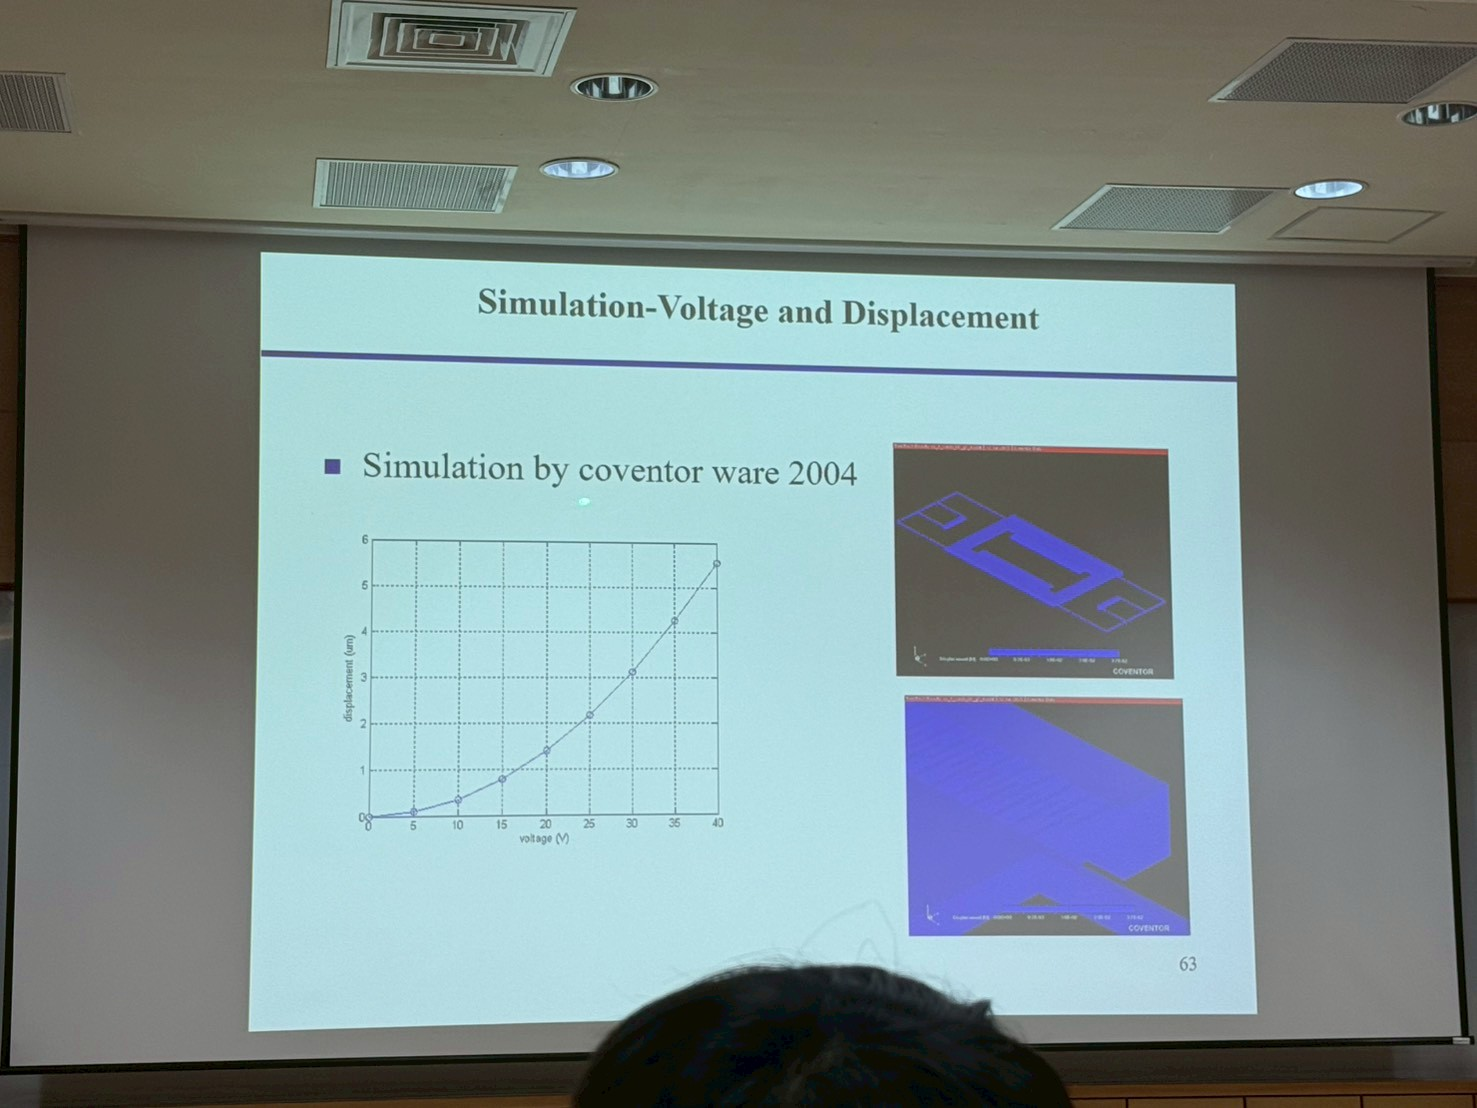 Simulation-Voltage and Displacement
Simulation by coventor ware 2004
6
5
4
3
2
1
0
0 5 10 15 20 25 30 35 40
displacement (um)
voltage (V)
COVENTOR
COVENTOR
63